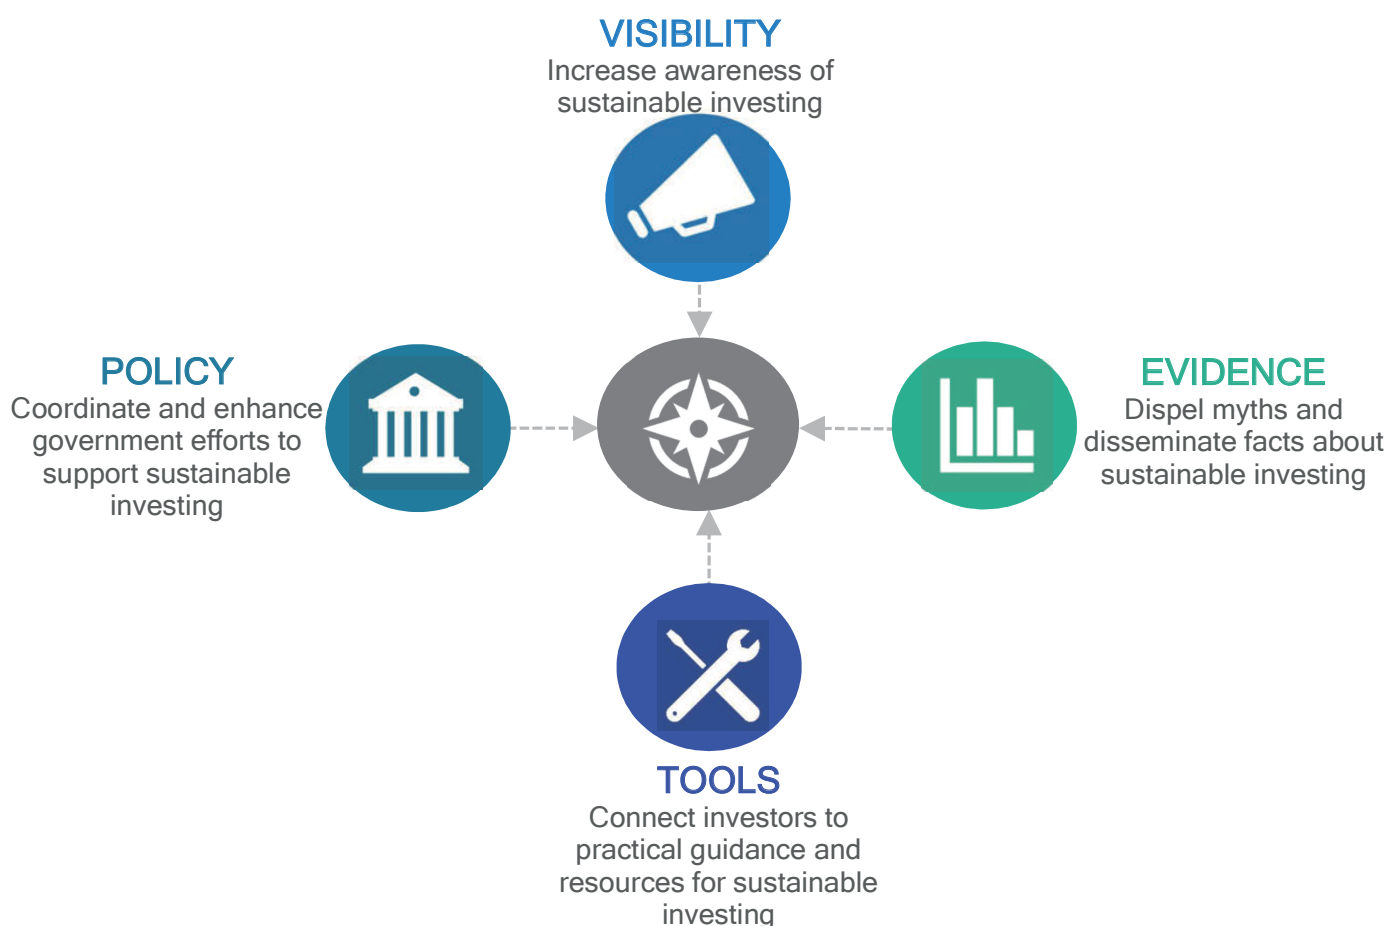 VISIBILITY
Increase awareness of
sustainable investing
POLICY
Coordinate and enhance
government efforts to
support sustainable
investing
EVIDENCE
Dispel myths and
disseminate facts about
sustainable investing
TOOLS
Connect investors to
practical guidance and
resources for sustainable
investing